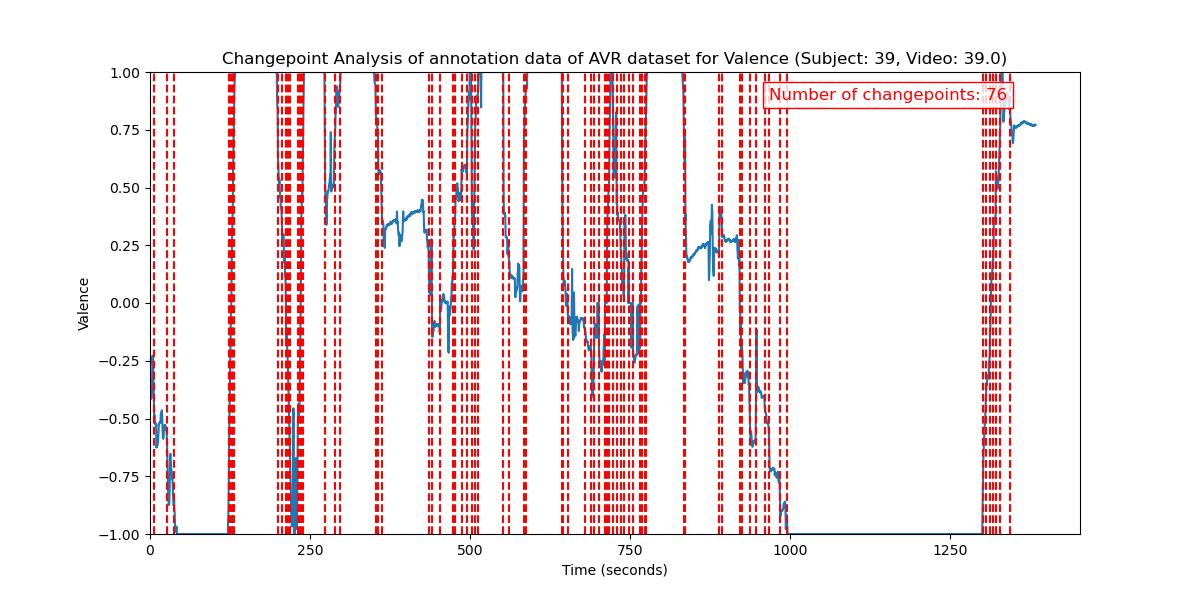 Changepoint Analysis of annotation data of AVR dataset for Valence (Subject: 39, Video: 39.0)
Number of changepoints: 76
Valence
1.00
0.75
0.50
0.25
0.00
−0.25
−0.50
−0.75
−1.00
0 250 500 750 1000 1250
Time (seconds)